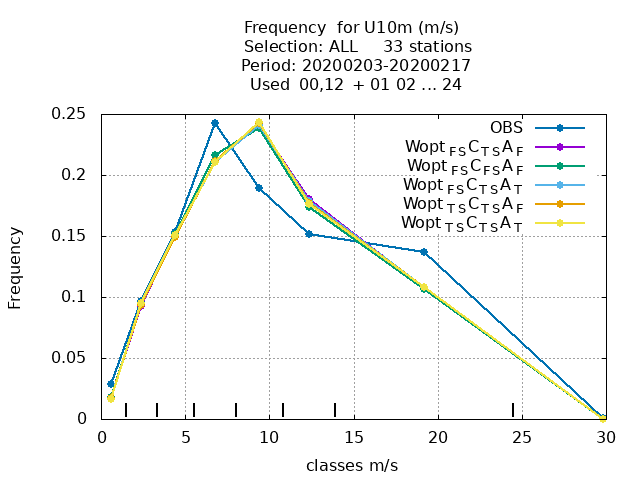 Frequency  for U10m (m/s)
Selection: ALL     33 stations
Period: 20200203-20200217
Used  00,12  + 01 02 ... 24
0.25
0.2
0.15
0.1
0.05
0
Frequency
OBS
Wopt FS C TS A F
Wopt FS C FS A F
Wopt FS C TS A T
Wopt TS C TS A F
Wopt TS C TS A T
0 5 10 15 20 25 30
classes m/s